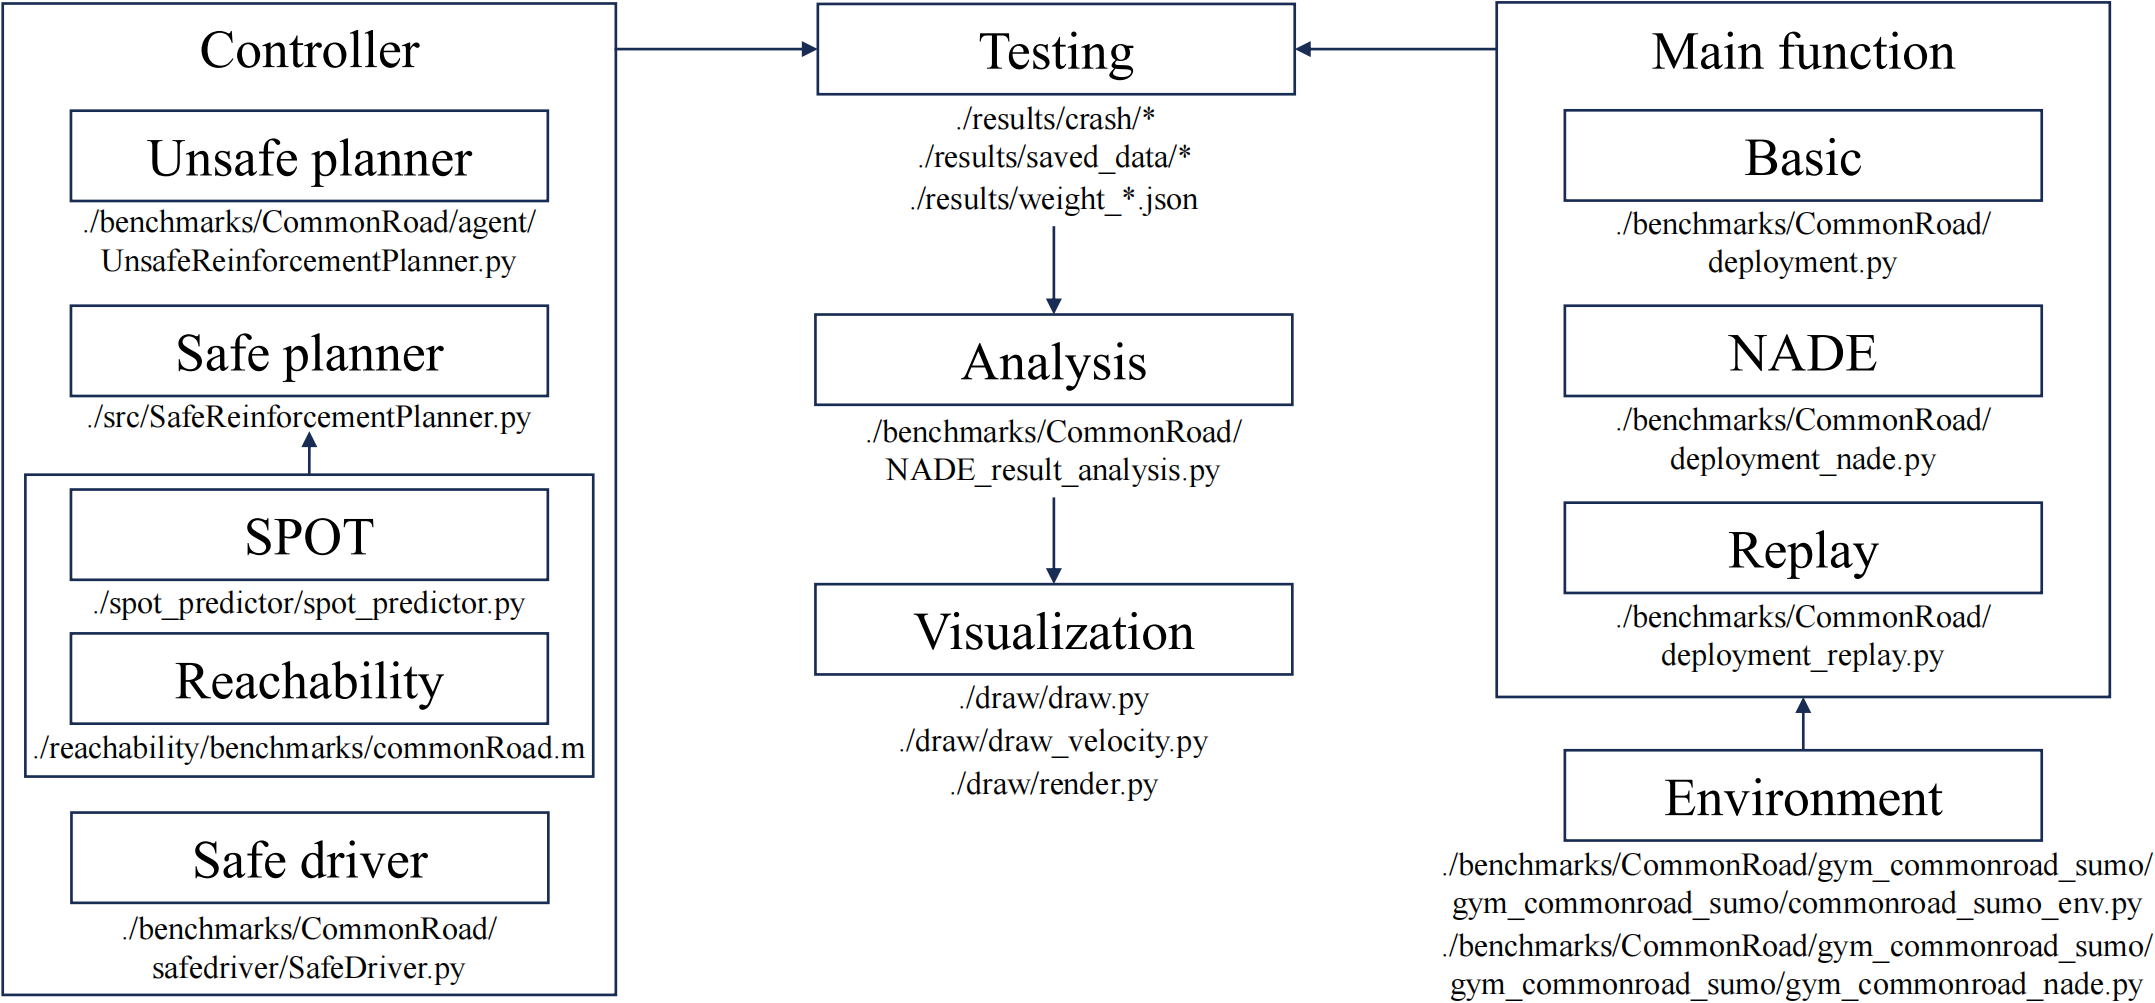 Controller
Unsafe planner
./benchmarks/CommonRoad/agent/
UnsafeReinforcementPlanner.py
Safe planner
./src/SafeReinforcementPlanner.py
SPOT
./spot_predictor/spot_predictor.py
Reachability
./reachability/benchmarks/commonRoad.m
Safe driver
./benchmarks/CommonRoad/
safedriver/SafeDriver.py
Testing
./results/crash/*
./results/saved_data/*
./results/weight_*.json
Analysis
./benchmarks/CommonRoad/
NADE_result_analysis.py
Visualization
./draw/draw.py
./draw/draw_velocity.py
./draw/render.py
Main function
Basic
./benchmarks/CommonRoad/
deployment.py
NADE
./benchmarks/CommonRoad/
deployment_nade.py
Replay
./benchmarks/CommonRoad/
deployment_replay.py
Environment
./benchmarks/CommonRoad/gym_commonroad_sumo/
gym_commonroad_sumo/commonroad_sumo_env.py
./benchmarks/CommonRoad/gym_commonroad_sumo/
gym_commonroad_sumo/gym_commonroad_nade.py